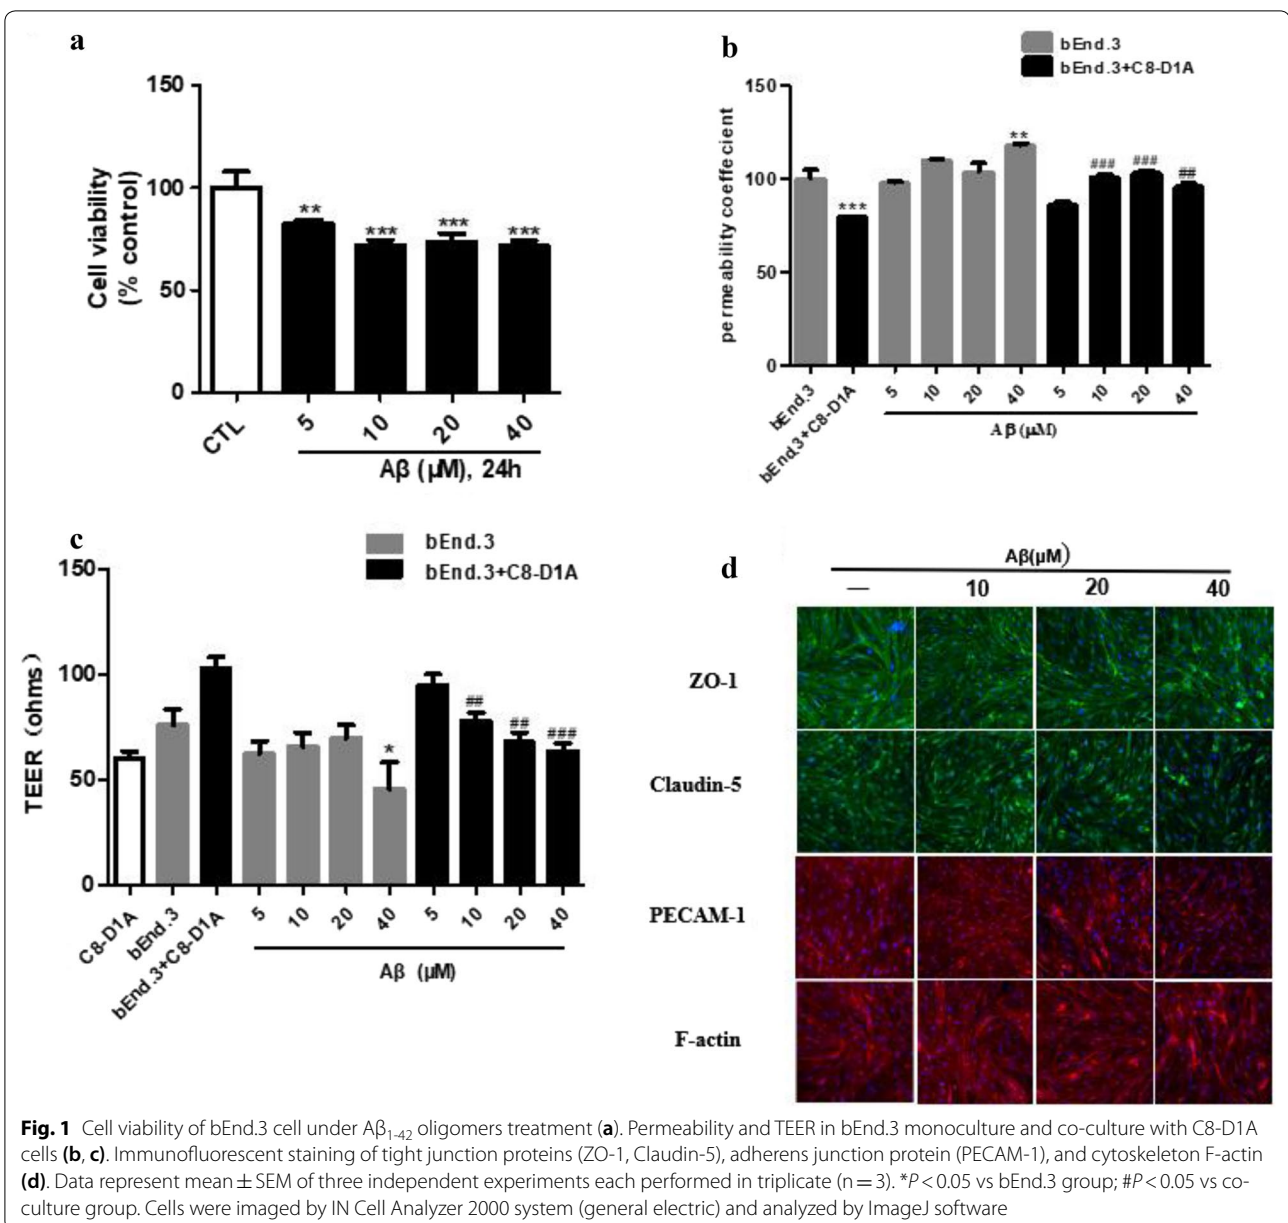 a
150
100
50
0
Cell viability
(% control)
**
***
***
***
CTL
5
10
20
40
Aβ (μM), 24h
b
bEnd.3
bEnd.3+C8-D1A
150
100
50
0
permeability coeffecient
***
**
###
###
##
bEnd.3
bEnd.3+C8-D1A
5
10
20
40
5
10
20
40
Aβ (μM)
c
bEnd.3
bEnd.3+C8-D1A
150
100
50
0
TEER (ohms)
*
##
##
###
C8-D1A
bEnd.3
bEnd.3+C8-D1A
5
10
20
40
5
10
20
40
Aβ (μM)
d
Aβ(μM)
— 10 20 40
ZO-1
Claudin-5
PECAM-1
F-actin
Fig. 1 Cell viability of bEnd.3 cell under Aβ1-42 oligomers treatment (a). Permeability and TEER in bEnd.3 monoculture and co-culture with C8-D1A
cells (b, c). Immunofluorescent staining of tight junction proteins (ZO-1, Claudin-5), adherens junction protein (PECAM-1), and cytoskeleton F-actin
(d). Data represent mean ± SEM of three independent experiments each performed in triplicate (n = 3). *P < 0.05 vs bEnd.3 group; #P < 0.05 vs co-
culture group. Cells were imaged by IN Cell Analyzer 2000 system (general electric) and analyzed by ImageJ software